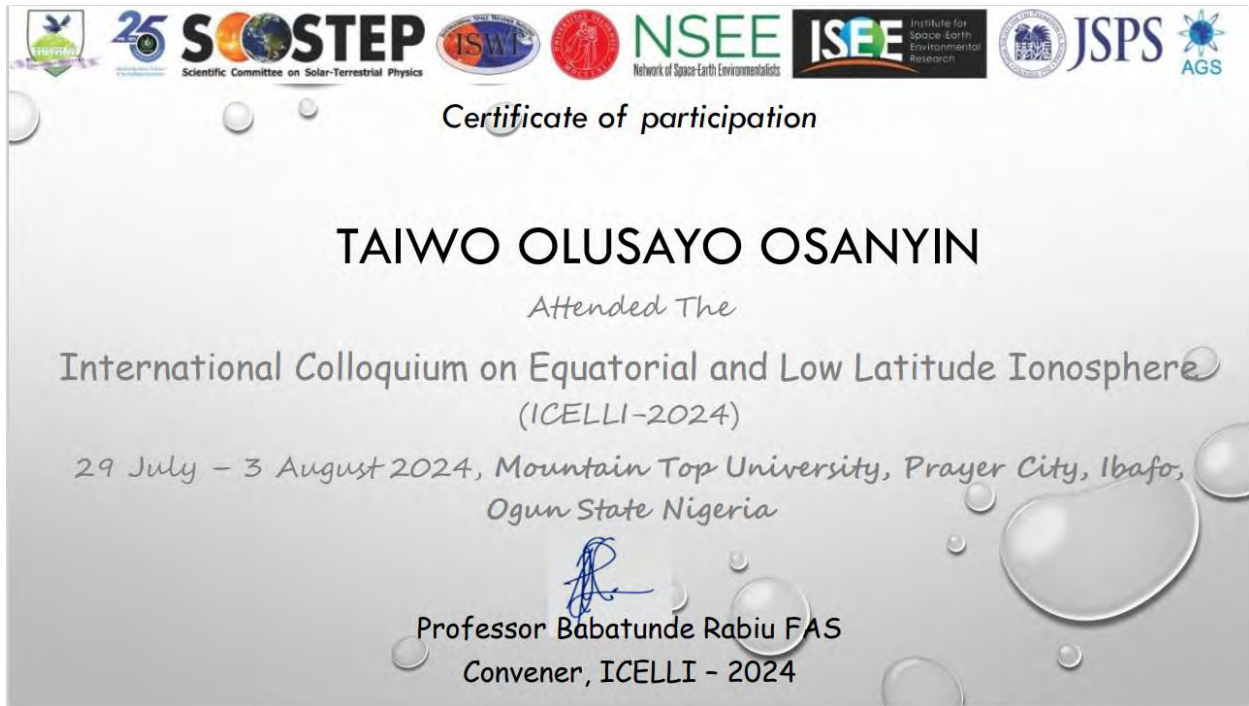 25
SCOSTEP
Scientific Committee on Solar-Terrestrial Physics
ISWI
NSEE
Network of Space-Earth Environmentalists
ISEE
Institute for
Space-Earth
Environmental
Research
JSPS
AGS
Certificate of participation
TAIWO OLUSAYO OSANYIN
Attended The
International Colloquium on Equatorial and Low Latitude Ionosphere
(ICELLI-2024)
29 July – 3 August 2024, Mountain Top University, Prayer City, Ibafo,
Ogun State Nigeria
Professor Babatunde Rabiu FAS
Convener, ICELLI – 2024